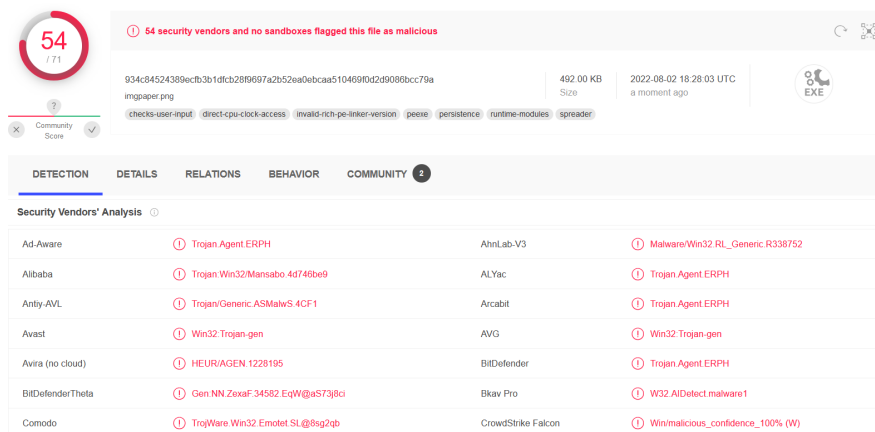 54
/ 71
54 security vendors and no sandboxes flagged this file as malicious
934c84524389ecfb3b1dfcb28f9697a2b52ea0ebcaa510469f0d2d9086bcc79a
imgpaper.png
492.00 KB
Size
2022-08-02 18:28:03 UTC
a moment ago
EXE
checks-user-input direct-cpu-clock-access invalid-rich-pe-linker-version peexe persistence runtime-modules spreader
?
Community
Score
DETECTION DETAILS RELATIONS BEHAVIOR COMMUNITY 2
Security Vendors' Analysis
Ad-Aware Trojan.Agent.ERPH AhnLab-V3 Malware/Win32.RL_Generic.R338752
Alibaba Trojan:Win32/Mansabo.4d746be9 ALYac Trojan.Agent.ERPH
Antiy-AVL Trojan/Generic.ASMalwS.4CF1 Arcabit Trojan.Agent.ERPH
Avast Win32:Trojan-gen AVG Win32:Trojan-gen
Avira (no cloud) HEUR/AGEN.1228195 BitDefender Trojan.Agent.ERPH
BitDefenderTheta Gen:NN.ZexaF.34582.EqW@aS73j8ci Bkav Pro W32.AIDetect.malware1
Comodo TrojWare.Win32.Emotet.SL@8sg2qb CrowdStrike Falcon Win/malicious_confidence_100% (W)